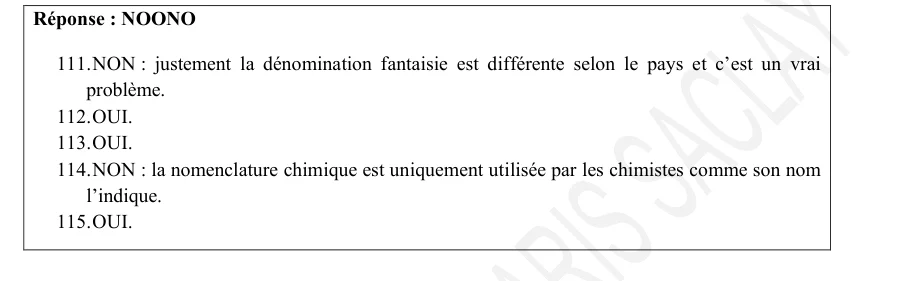 Réponse : NOONO
111.NON : justement la dénomination fantaisie est différente selon le pays et c’est un vrai
problème.
112.OUI.
113.OUI.
114.NON : la nomenclature chimique est uniquement utilisée par les chimistes comme son nom
l’indique.
115.OUI.
ARIS SACLAY